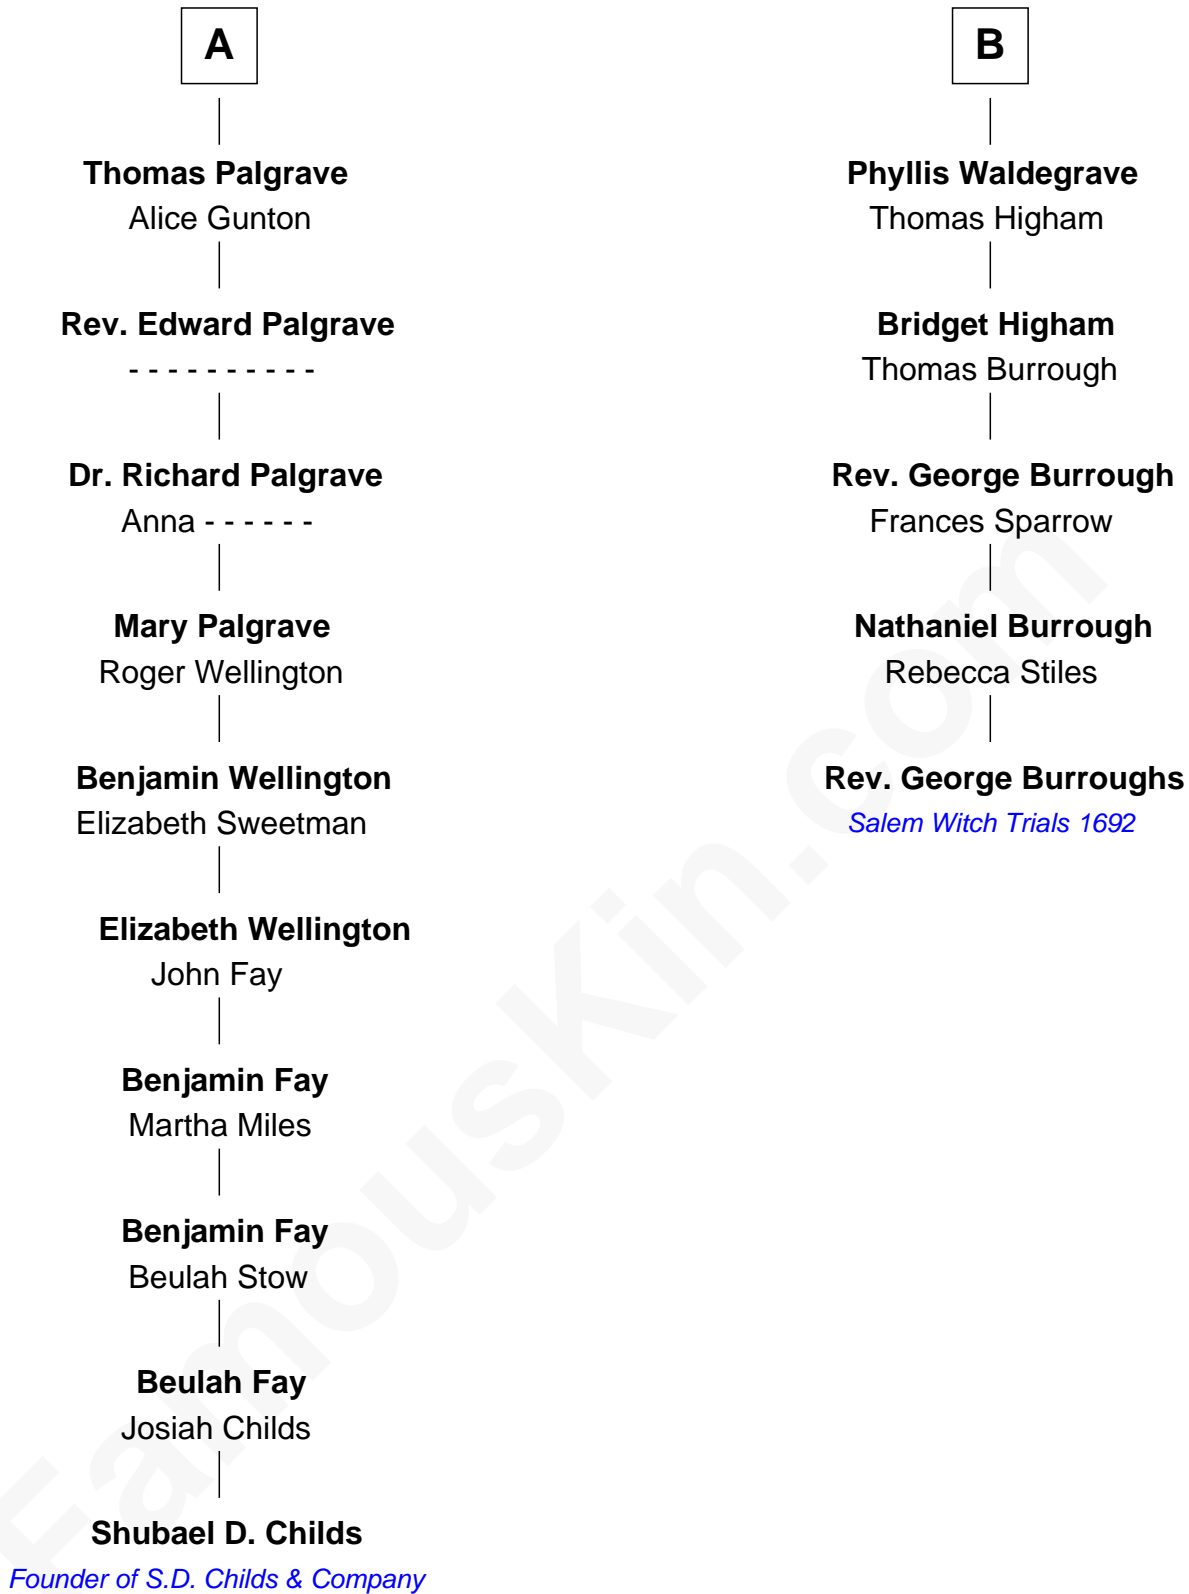 A
Thomas Palgrave
Alice Gunton
Rev. Edward Palgrave
- - - - - - - - - -
Dr. Richard Palgrave
Anna - - - - - -
Mary Palgrave
Roger Wellington
Benjamin Wellington
Elizabeth Sweetman
Elizabeth Wellington
John Fay
Benjamin Fay
Martha Miles
Benjamin Fay
Beulah Stow
Beulah Fay
Josiah Childs
Shubael D. Childs
Founder of S.D. Childs & Company
B
Phyllis Waldegrave
Thomas Higham
Bridget Higham
Thomas Burrough
Rev. George Burrough
Frances Sparrow
Nathaniel Burrough
Rebecca Stiles
Rev. George Burroughs
Salem Witch Trials 1692
FamousKin.com